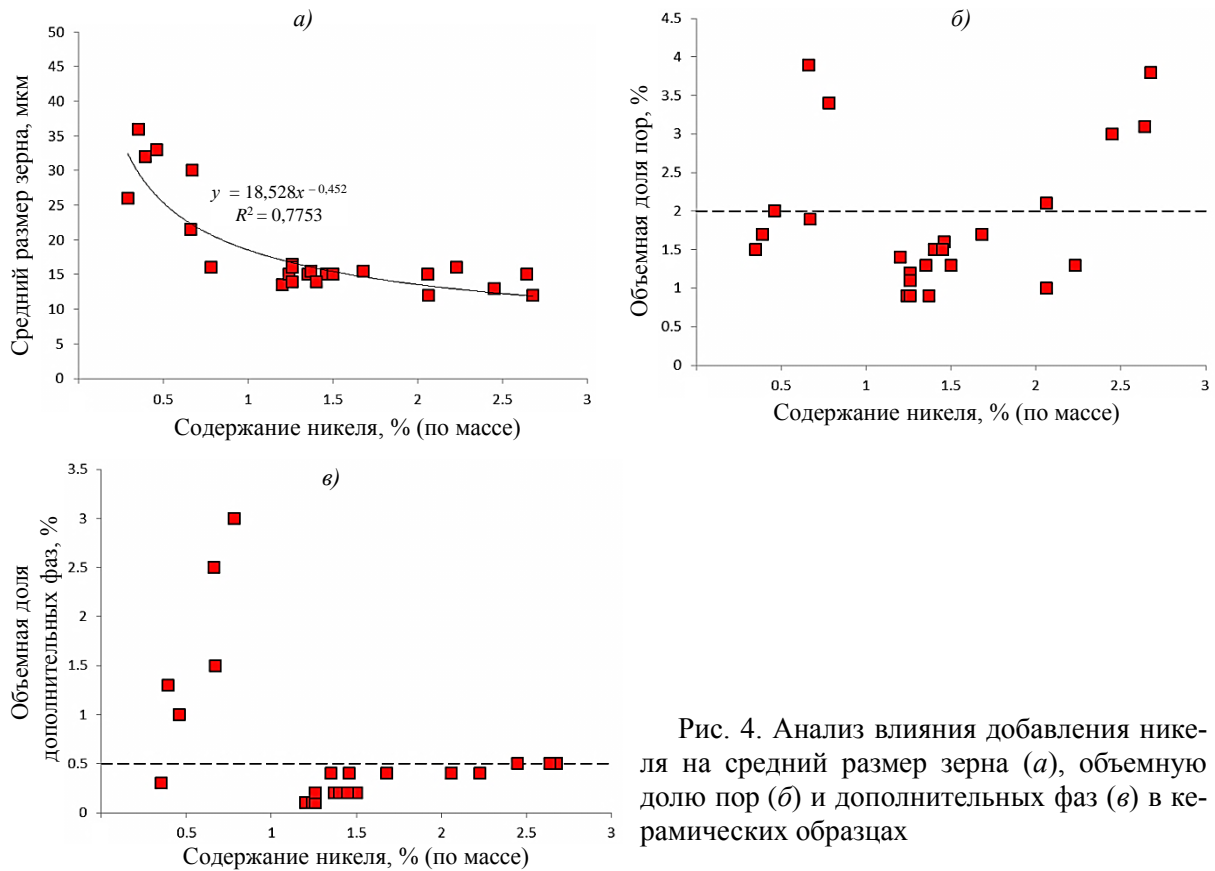 а)
50
45
40
35
30
25
20
15
10
5
0
Средний размер зерна, мкм
y = 18,528x – 0,452
R² = 0,7753
0.5 1 1.5 2 2.5 3
Содержание никеля, % (по массе)
б)
4.5
4
3.5
3
2.5
2
1.5
1
0.5
0
Объемная доля пор, %
0.5 1 1.5 2 2.5 3
Содержание никеля, % (по массе)
в)
3.5
3
2.5
2
1.5
1
0.5
0
Объемная доля
дополнительных фаз, %
0.5 1 1.5 2 2.5 3
Содержание никеля, % (по массе)
Рис. 4. Анализ влияния добавления нике-
ля на средний размер зерна (а), объемную
долю пор (б) и дополнительных фаз (в) в ке-
рамических образцах